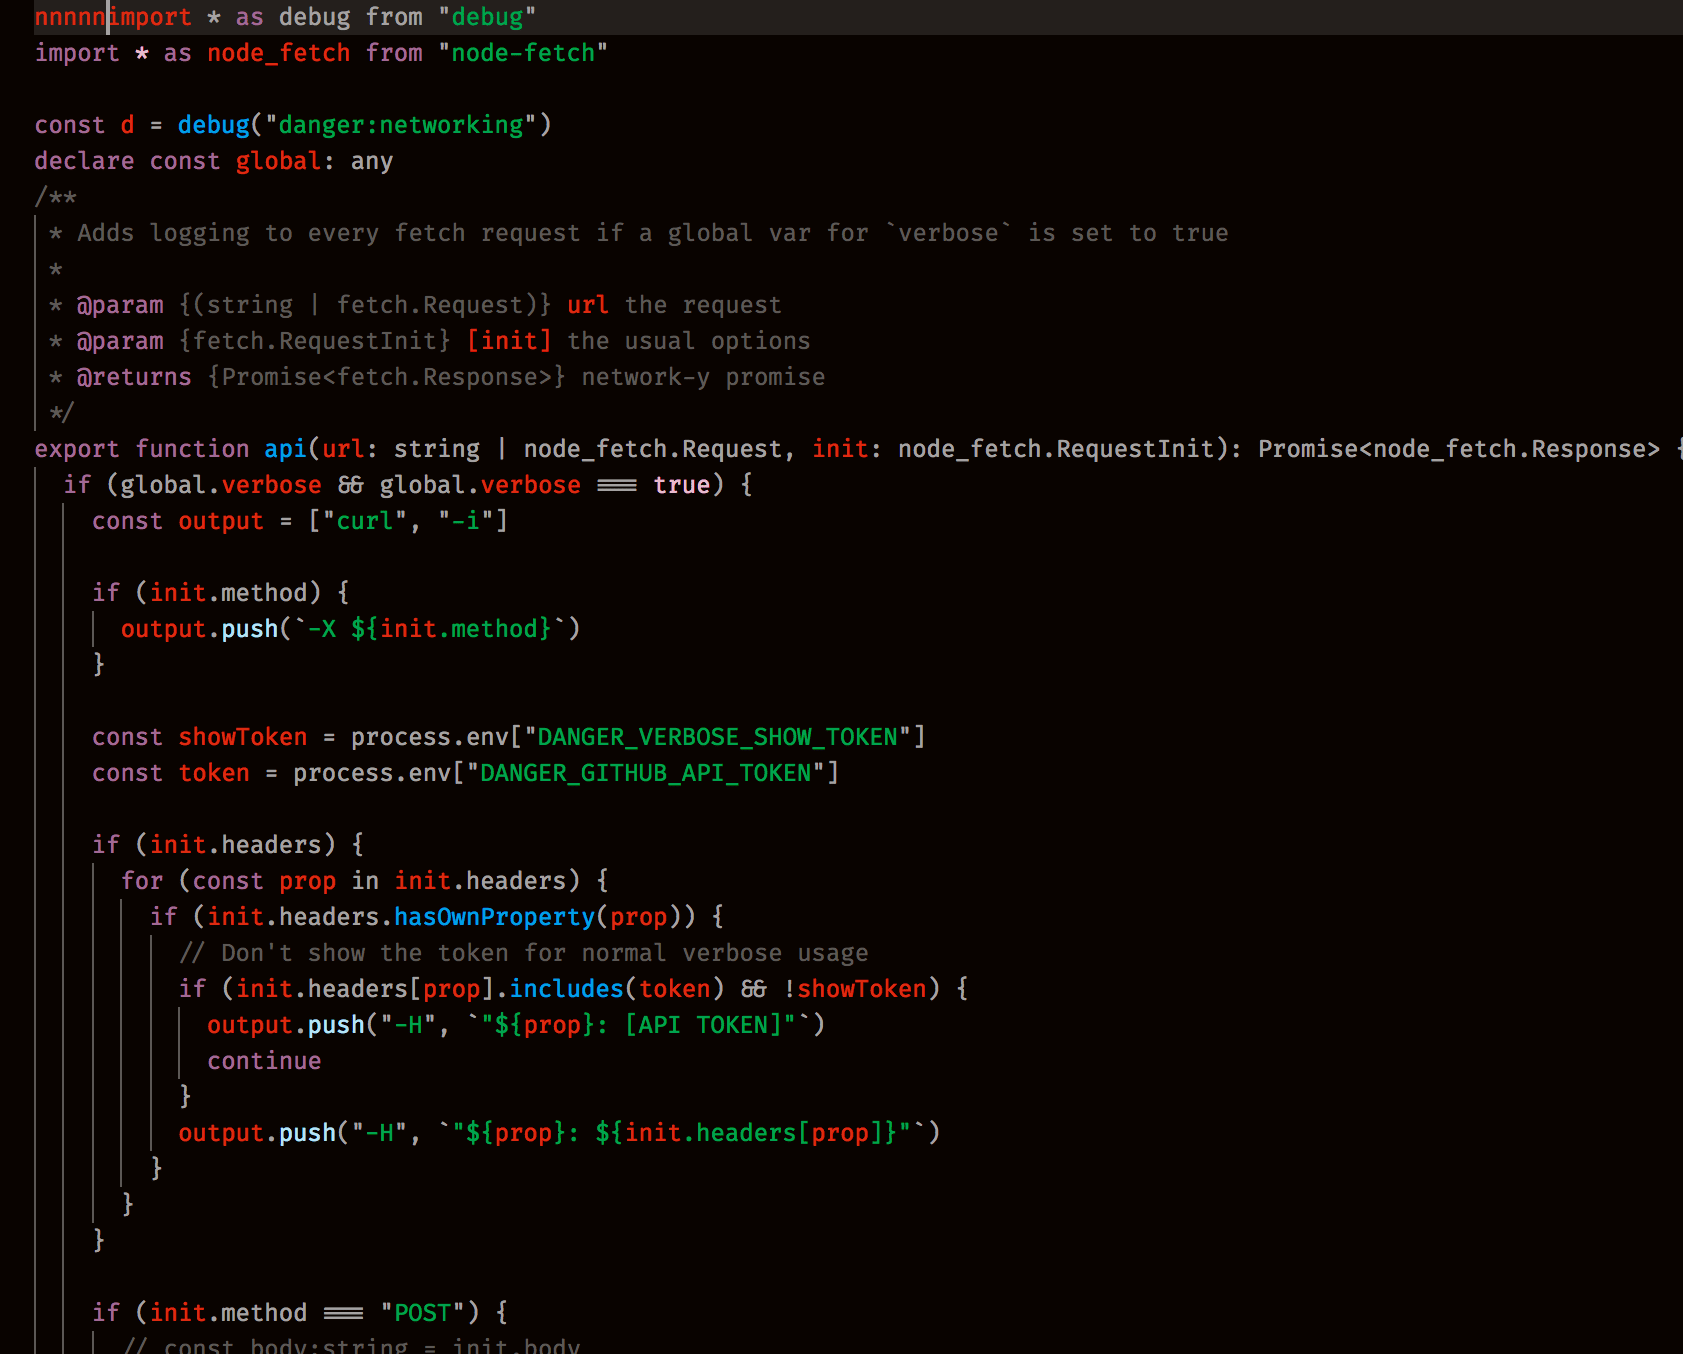 nnnnnimport * as debug from "debug"
import * as node_fetch from "node-fetch"

const d = debug("danger:networking")
declare const global: any
/**
 * Adds logging to every fetch request if a global var for `verbose` is set to true
 *
 * @param {(string | fetch.Request)} url the request
 * @param {fetch.RequestInit} [init] the usual options
 * @returns {Promise<fetch.Response>} network-y promise
 */
export function api(url: string | node_fetch.Request, init: node_fetch.RequestInit): Promise<node_fetch.Response> {
  if (global.verbose && global.verbose === true) {
    const output = ["curl", "-i"]

    if (init.method) {
      output.push(`-X ${init.method}`)
    }

    const showToken = process.env["DANGER_VERBOSE_SHOW_TOKEN"]
    const token = process.env["DANGER_GITHUB_API_TOKEN"]

    if (init.headers) {
      for (const prop in init.headers) {
        if (init.headers.hasOwnProperty(prop)) {
          // Don't show the token for normal verbose usage
          if (init.headers[prop].includes(token) && !showToken) {
            output.push("-H", `"${prop}: [API TOKEN]"`)
            continue
          }
          output.push("-H", `"${prop}: ${init.headers[prop]}"`)
        }
      }
    }

    if (init.method === "POST") {
      // const body:string = init.body